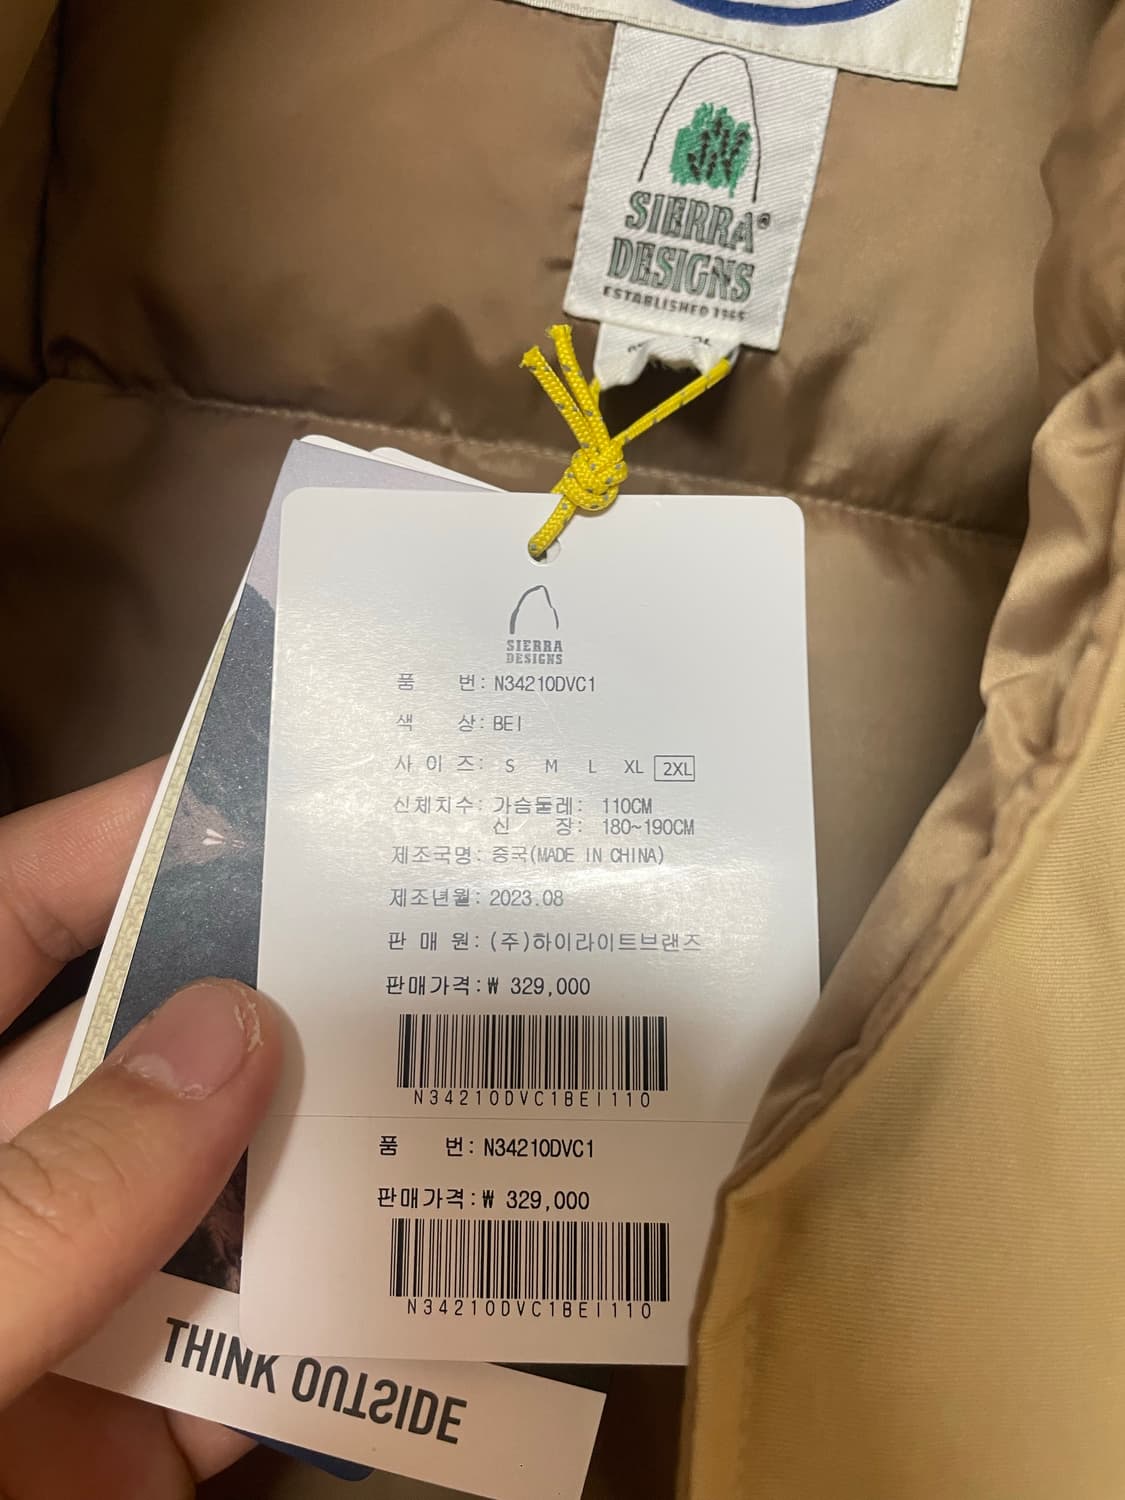 SIERRA®
DESIGNS
ESTABLISHED 1965
SIERRA
DESIGNS
품 번: N34210DVC1
색 상: BEI
사 이 즈: S M L XL 2XL
신체치수: 가슴둘레: 110CM
신 장: 180~190CM
제조국명: 중국(MADE IN CHINA)
제조년월: 2023.08
판 매 원: (주)하이라이트브랜즈
판매가격:₩ 329,000
N34210DVC1BEI110
품 번: N34210DVC1
판매가격:₩ 329,000
N34210DVC1BEI110
THINK OUTSIDE